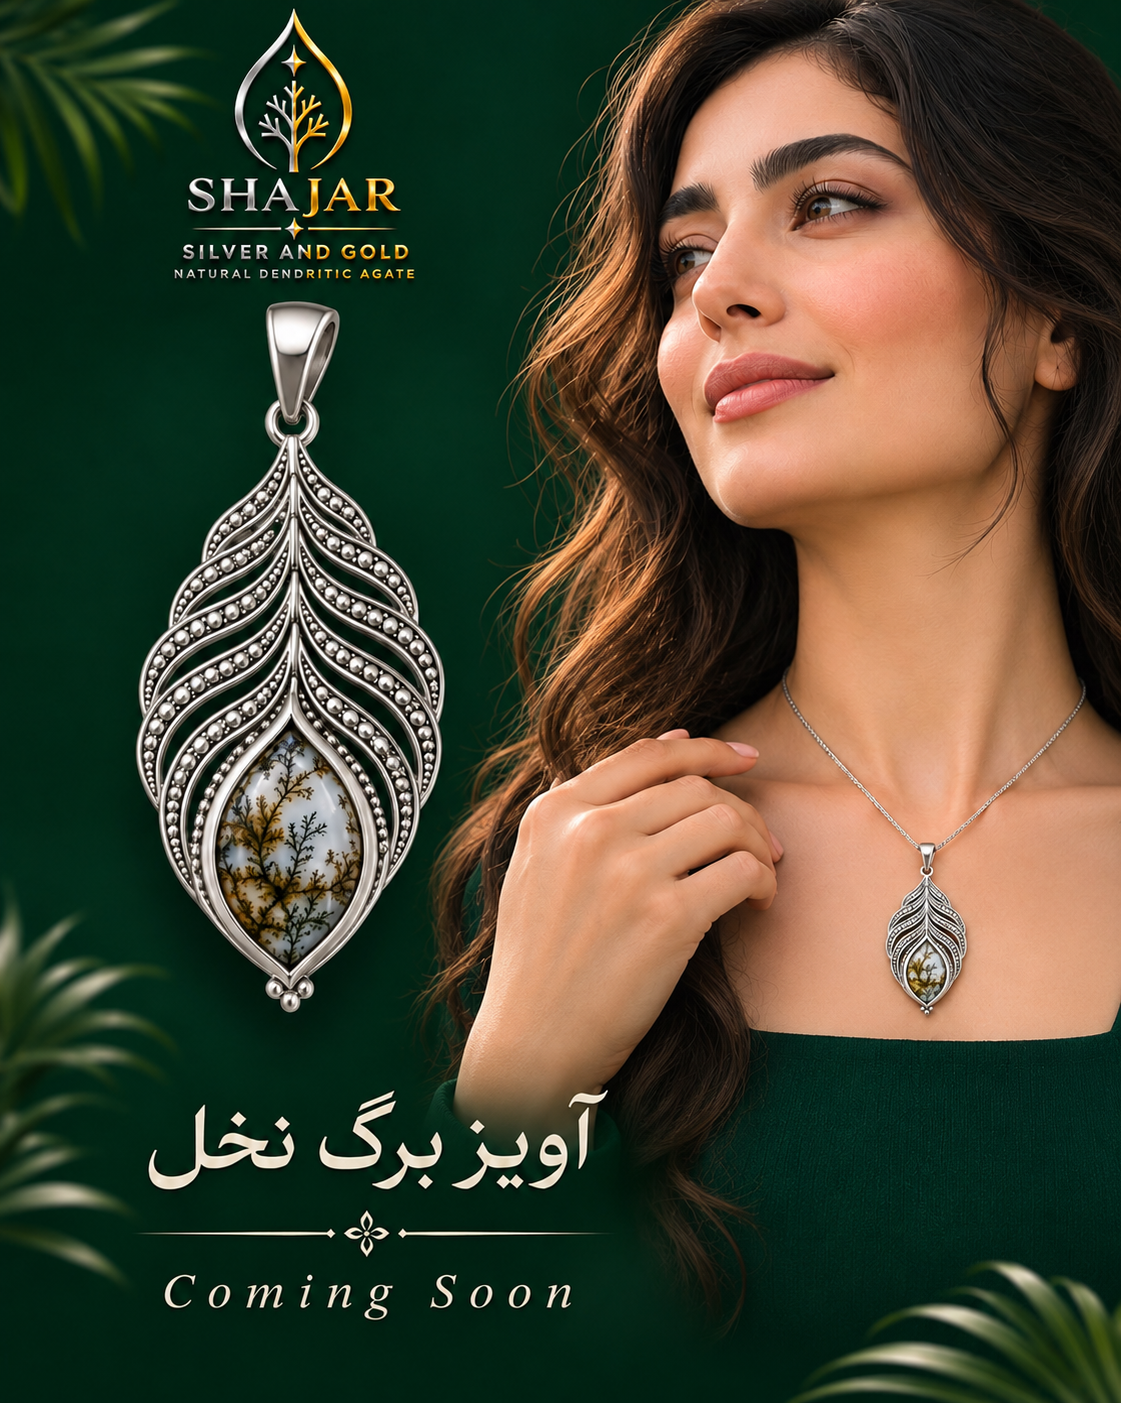 SHAJAR
SILVER AND GOLD
NATURAL DENDRITIC AGATE
آویز برگ نخل
Coming Soon